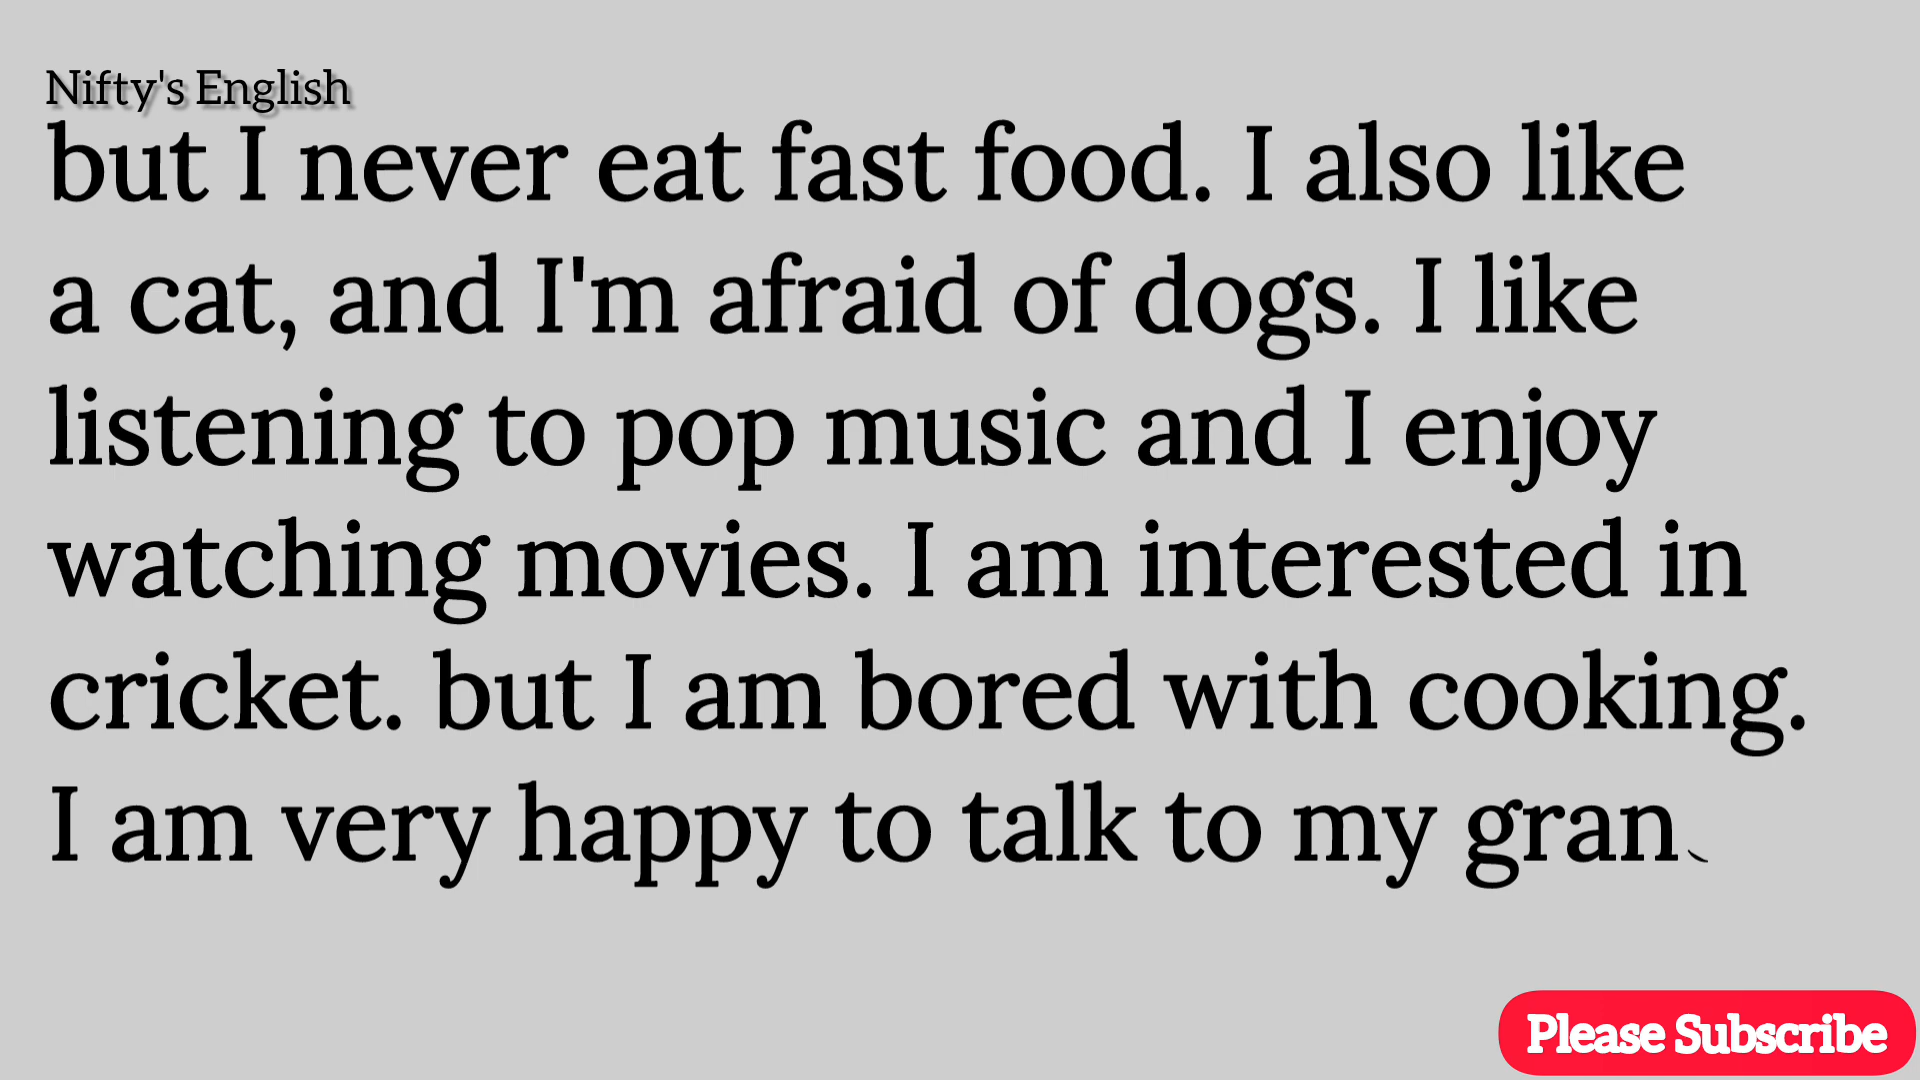 Nifty's English
but I never eat fast food. I also like
a cat, and I'm afraid of dogs. I like
listening to pop music and I enjoy
watching movies. I am interested in
cricket. but I am bored with cooking.
I am very happy to talk to my gran
Please Subscribe